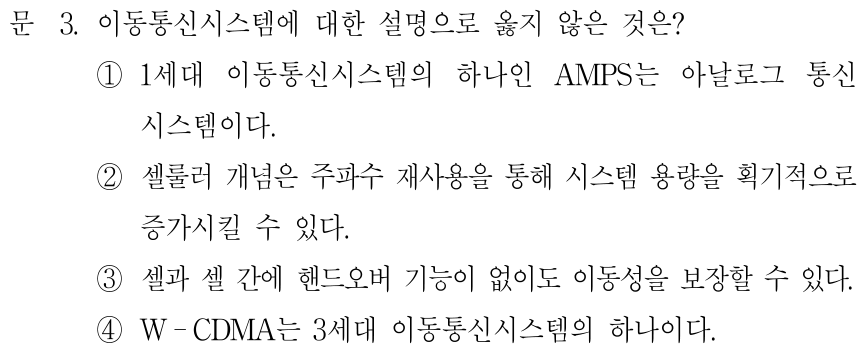 문 3. 이동통신시스템에 대한 설명으로 옳지 않은 것은?
① 1세대 이동통신시스템의 하나인 AMPS는 아날로그 통신
시스템이다.
② 셀룰러 개념은 주파수 재사용을 통해 시스템 용량을 획기적으로
증가시킬 수 있다.
③ 셀과 셀 간에 핸드오버 기능이 없이도 이동성을 보장할 수 있다.
④ W-CDMA는 3세대 이동통신시스템의 하나이다.